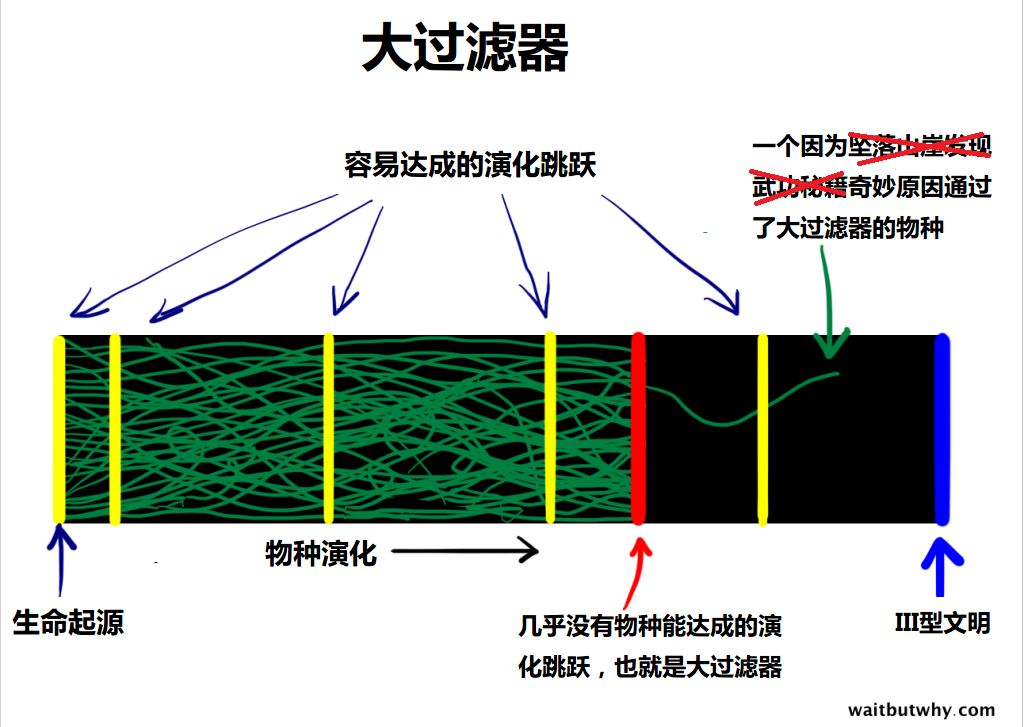 大过滤器
容易达成的演化跳跃
一个因为坠落山崖发现
武功秘籍奇妙原因通过
了大过滤器的物种
物种演化
生命起源
几乎没有物种能达成的演
化跳跃，也就是大过滤器
III型文明
waitbutwhy.com